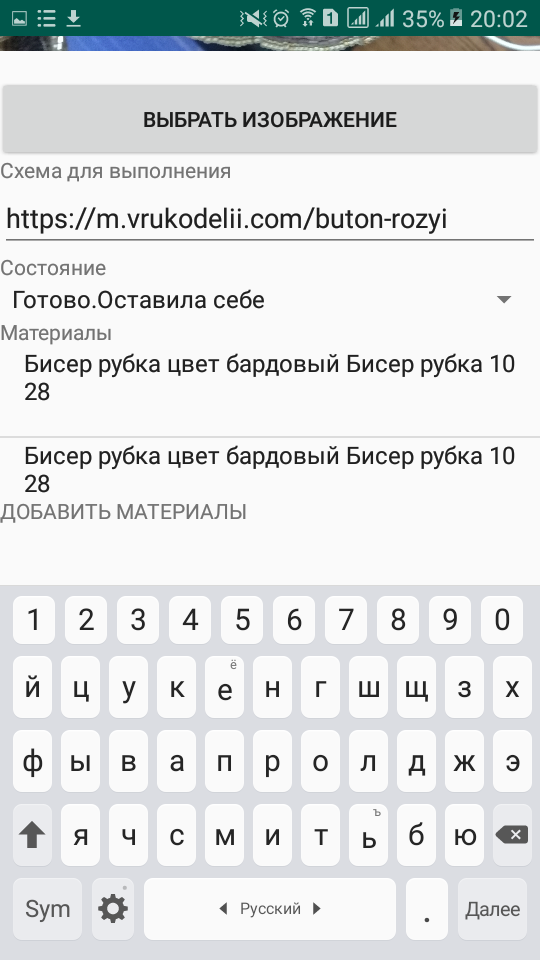 1 35% 20:02
ВЫБРАТЬ ИЗОБРАЖЕНИЕ
Схема для выполнения
https://m.vrukodelii.com/buton-rozyi
Состояние
Готово.Оставила себе
Материалы
Бисер рубка цвет бардовый Бисер рубка 10
28
Бисер рубка цвет бардовый Бисер рубка 10
28
ДОБАВИТЬ МАТЕРИАЛЫ
1 2 3 4 5 6 7 8 9 0
ё
й ц у к е н г ш щ з х
ф ы в а п р о л д ж э
ъ
я ч с м и т ь б ю
Sym Русский . Далее